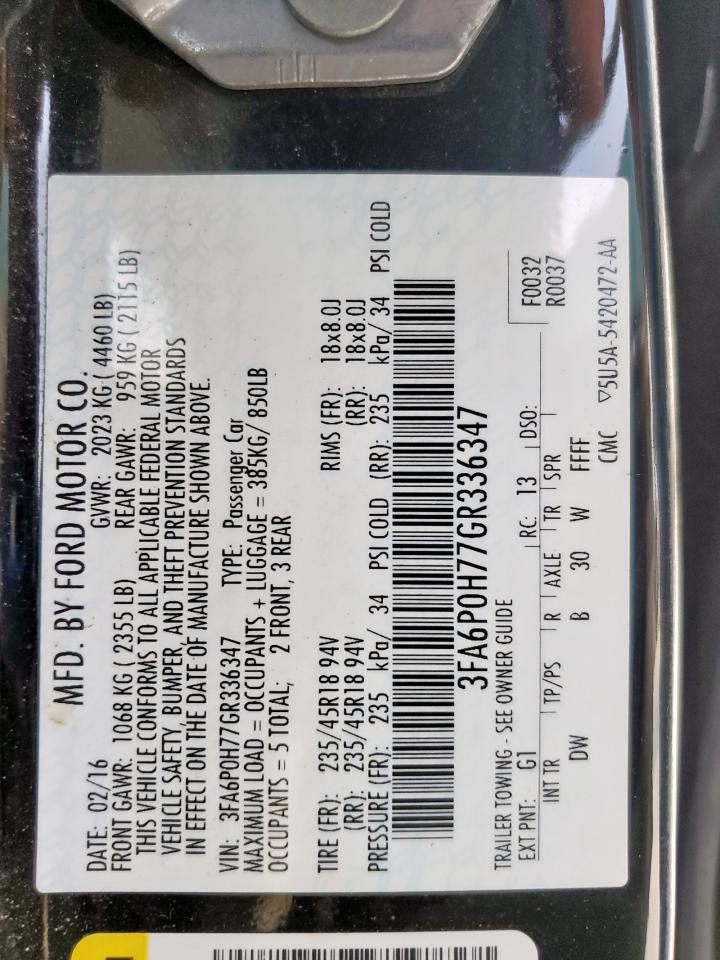 MFD. BY FORD MOTOR CO.
DATE: 02/16 GVWR: 2023 KG ( 4460 LB)
FRONT GAWR: 1068 KG ( 2355 LB) REAR GAWR: 959 KG ( 2115 LB)
THIS VEHICLE CONFORMS TO ALL APPLICABLE FEDERAL MOTOR
VEHICLE SAFETY, BUMPER, AND THEFT PREVENTION STANDARDS
IN EFFECT ON THE DATE OF MANUFACTURE SHOWN ABOVE.
VIN: 3FA6P0H77GR336347 TYPE: Passenger Car
MAXIMUM LOAD = OCCUPANTS + LUGGAGE = 385KG/ 850LB
OCCUPANTS = 5 TOTAL; 2 FRONT, 3 REAR
TIRE (FR): 235/45R18 94V RIMS (FR): 18x8.0J
(RR): 235/45R18 94V (RR): 18x8.0J
PRESSURE (FR): 235 kPa/ 34 PSI COLD (RR): 235 kPa/ 34 PSI COLD
3FA6P0H77GR336347
TRAILER TOWING - SEE OWNER GUIDE
EXT PNT: G1 RC: 13 DSO: F0032
R0037
INT TR TP/PS R AXLE TR SPR
DW B 30 W FFFF
CMC ▽5U5A-5420472-AA